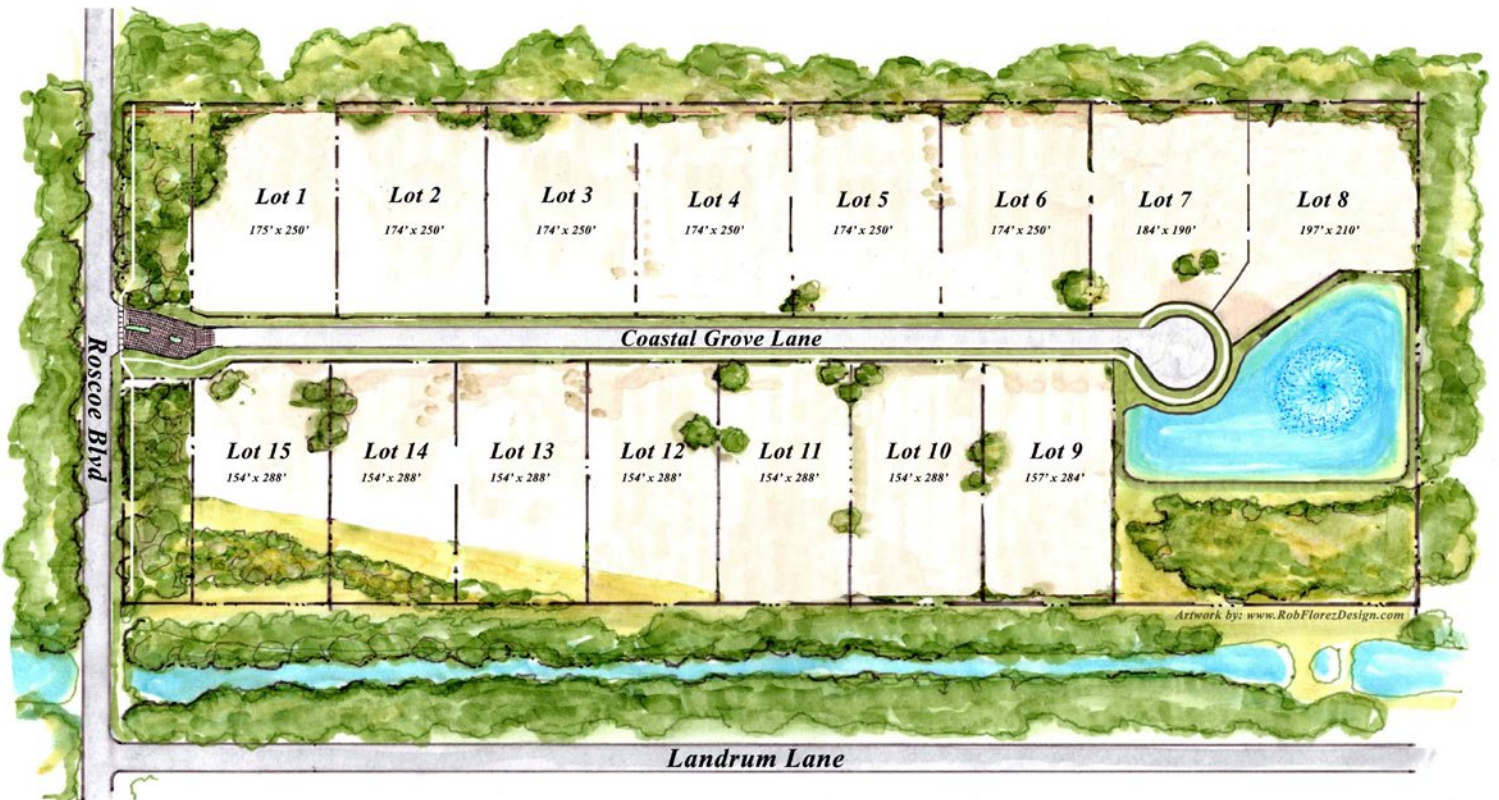 Lot 1
175' x 250'
Lot 2
174' x 250'
Lot 3
174' x 250'
Lot 4
174' x 250'
Lot 5
174' x 250'
Lot 6
174' x 250'
Lot 7
184' x 190'
Lot 8
197' x 210'
Coastal Grove Lane
Roscoe Blvd
Lot 15
154' x 288'
Lot 14
154' x 288'
Lot 13
154' x 288'
Lot 12
154' x 288'
Lot 11
154' x 288'
Lot 10
154' x 288'
Lot 9
157' x 284'
Artwork by: www.RobFlorezDesign.com
Landrum Lane